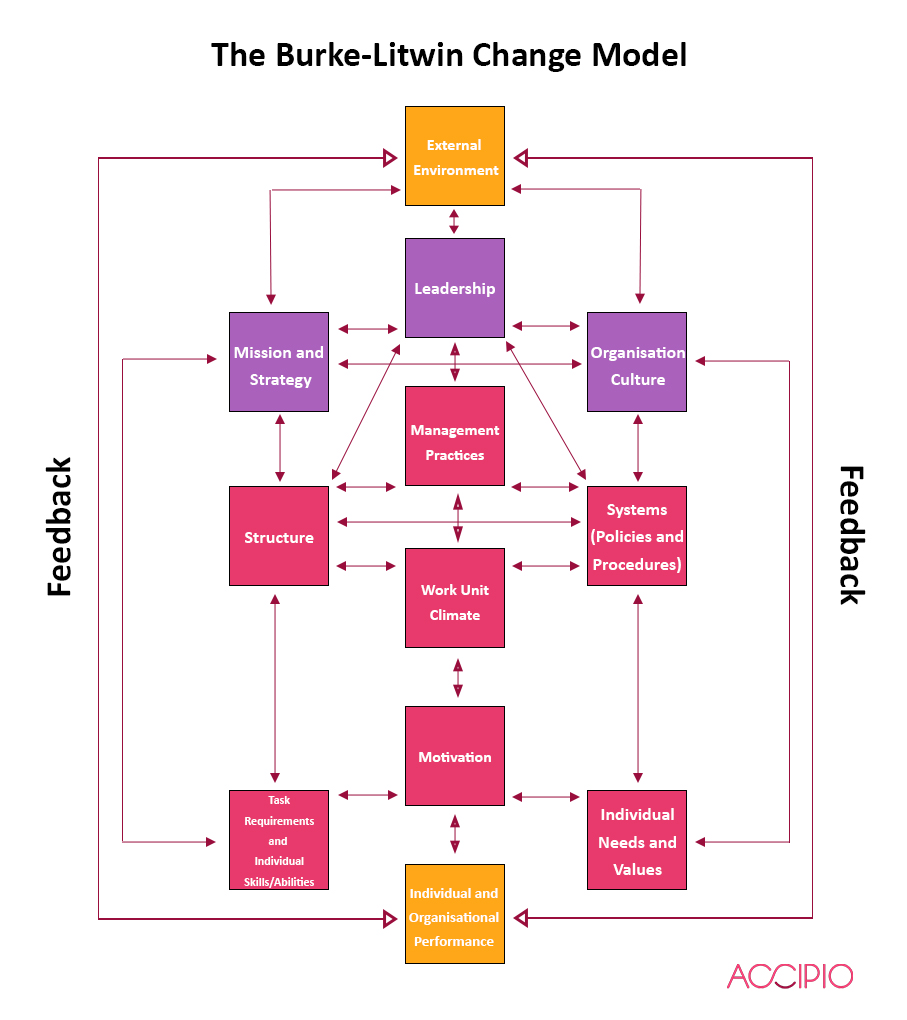 The Burke-Litwin Change Model
External
Environment
Leadership
Mission and
Strategy
Organisation
Culture
Management
Practices
Feedback
Feedback
Structure
Systems
(Policies and
Procedures)
Work Unit
Climate
Motivation
Task
Requirements
and
Individual
Skills/Abilities
Individual
Needs and
Values
Individual and
Organisational
Performance
ACCIPIO